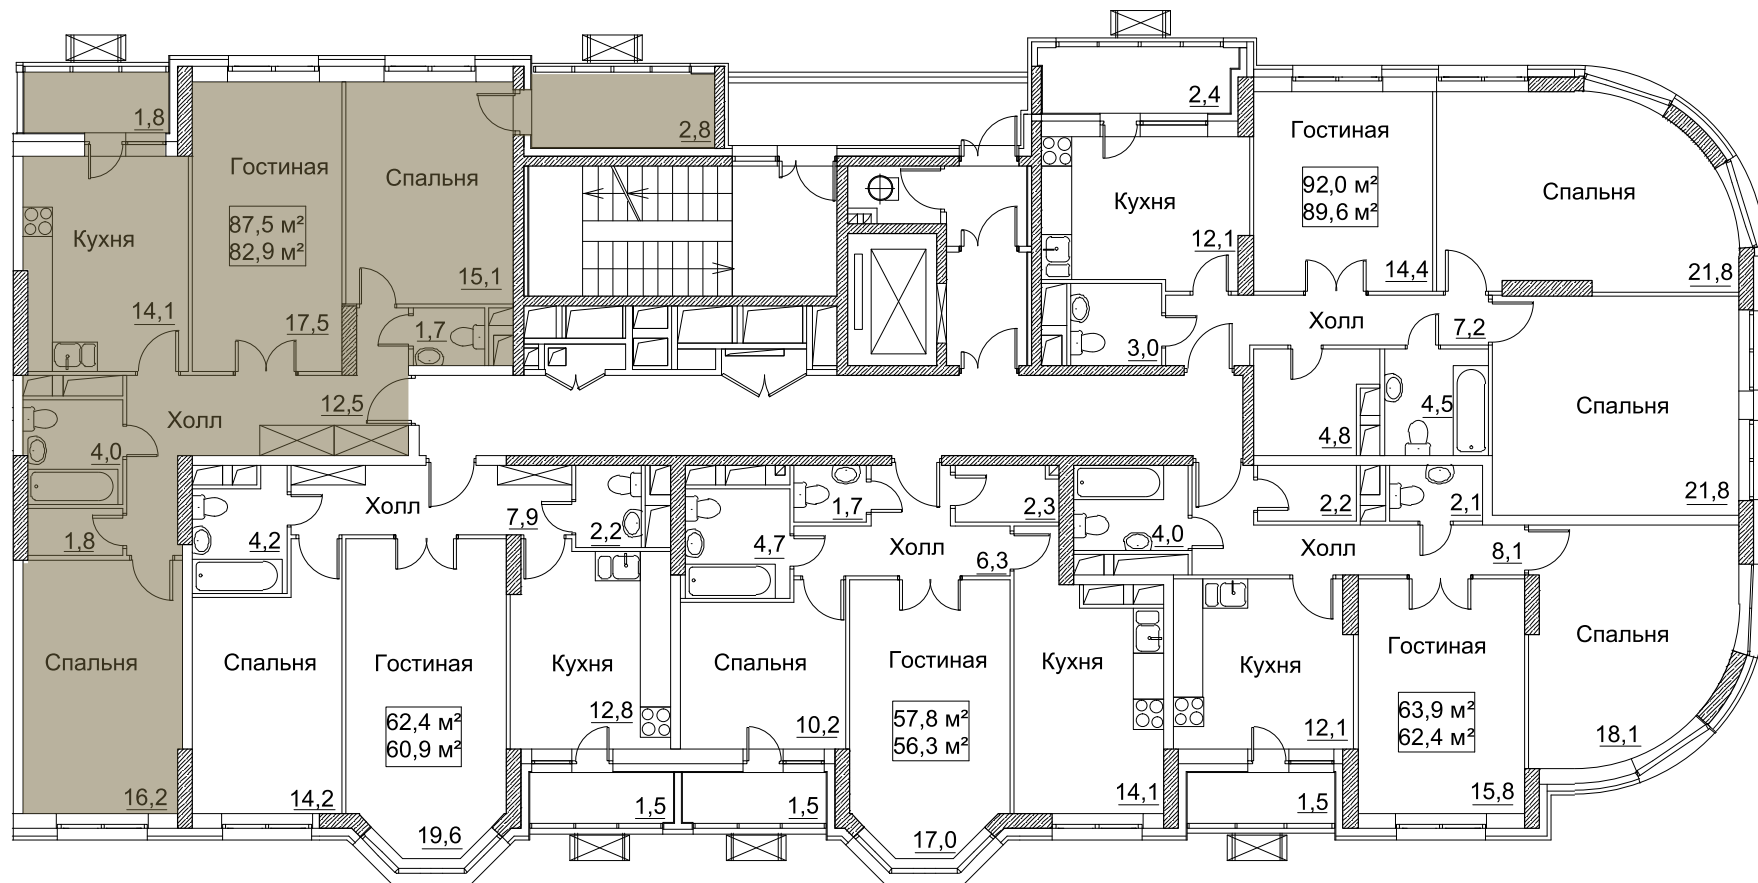 1,8
2,8
Гостиная
87,5 м²
82,9 м²
Спальня
Кухня
15,1
14,1
17,5
1,7
12,5
Холл
4,0
1,8
Спальня
16,2
2,4
Гостиная
92,0 м²
89,6 м²
Кухня
Спальня
12,1
14,4
21,8
Холл
7,2
3,0
4,8
4,5
Спальня
21,8
Холл
7,9
4,2
2,2
Спальня
Гостиная
62,4 м²
60,9 м²
Кухня
12,8
14,2
19,6
1,5
1,7
2,3
4,7
Холл
6,3
Спальня
Гостиная
57,8 м²
56,3 м²
Кухня
10,2
1,5
17,0
14,1
2,2
2,1
4,0
Холл
8,1
Кухня
Гостиная
63,9 м²
62,4 м²
Спальня
12,1
18,1
1,5
15,8